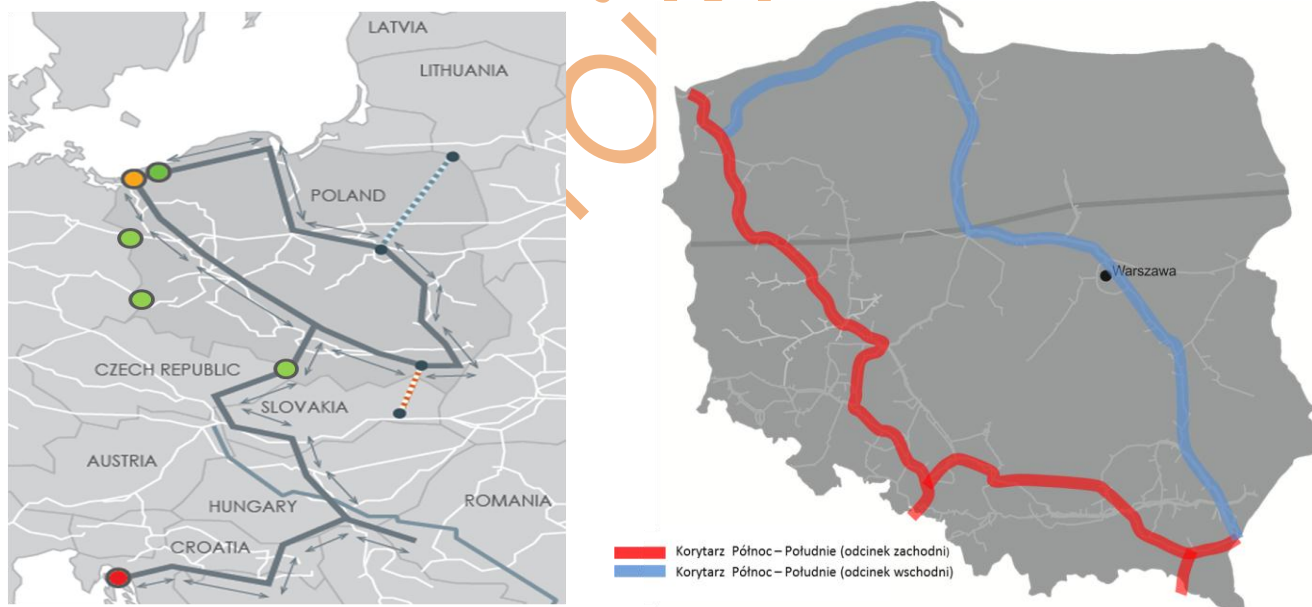 LATVIA
LITHUANIA
POLAND
CZECH REPUBLIC
SLOVAKIA
AUSTRIA
HUNGARY
ROMANIA
CROATIA
Warszawa
Korytarz Północ – Południe (odcinek zachodni)
Korytarz Północ – Południe (odcinek wschodni)